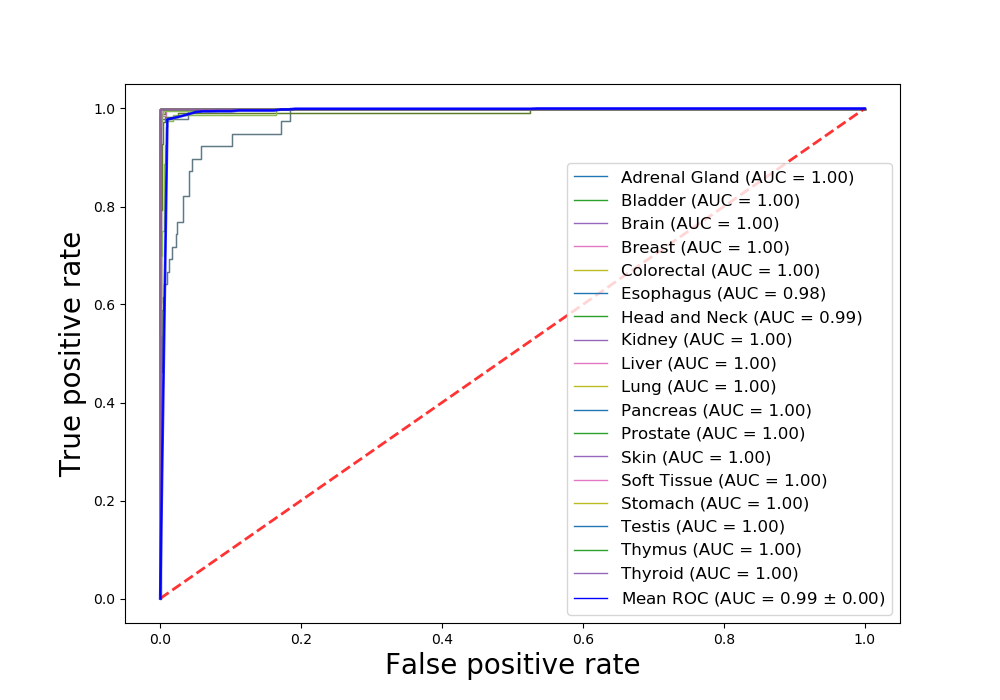 1.0
0.8
0.6
0.4
0.2
0.0
True positive rate
Adrenal Gland (AUC = 1.00)
Bladder (AUC = 1.00)
Brain (AUC = 1.00)
Breast (AUC = 1.00)
Colorectal (AUC = 1.00)
Esophagus (AUC = 0.98)
Head and Neck (AUC = 0.99)
Kidney (AUC = 1.00)
Liver (AUC = 1.00)
Lung (AUC = 1.00)
Pancreas (AUC = 1.00)
Prostate (AUC = 1.00)
Skin (AUC = 1.00)
Soft Tissue (AUC = 1.00)
Stomach (AUC = 1.00)
Testis (AUC = 1.00)
Thymus (AUC = 1.00)
Thyroid (AUC = 1.00)
Mean ROC (AUC = 0.99 ± 0.00)
0.0 0.2 0.4 0.6 0.8 1.0
False positive rate